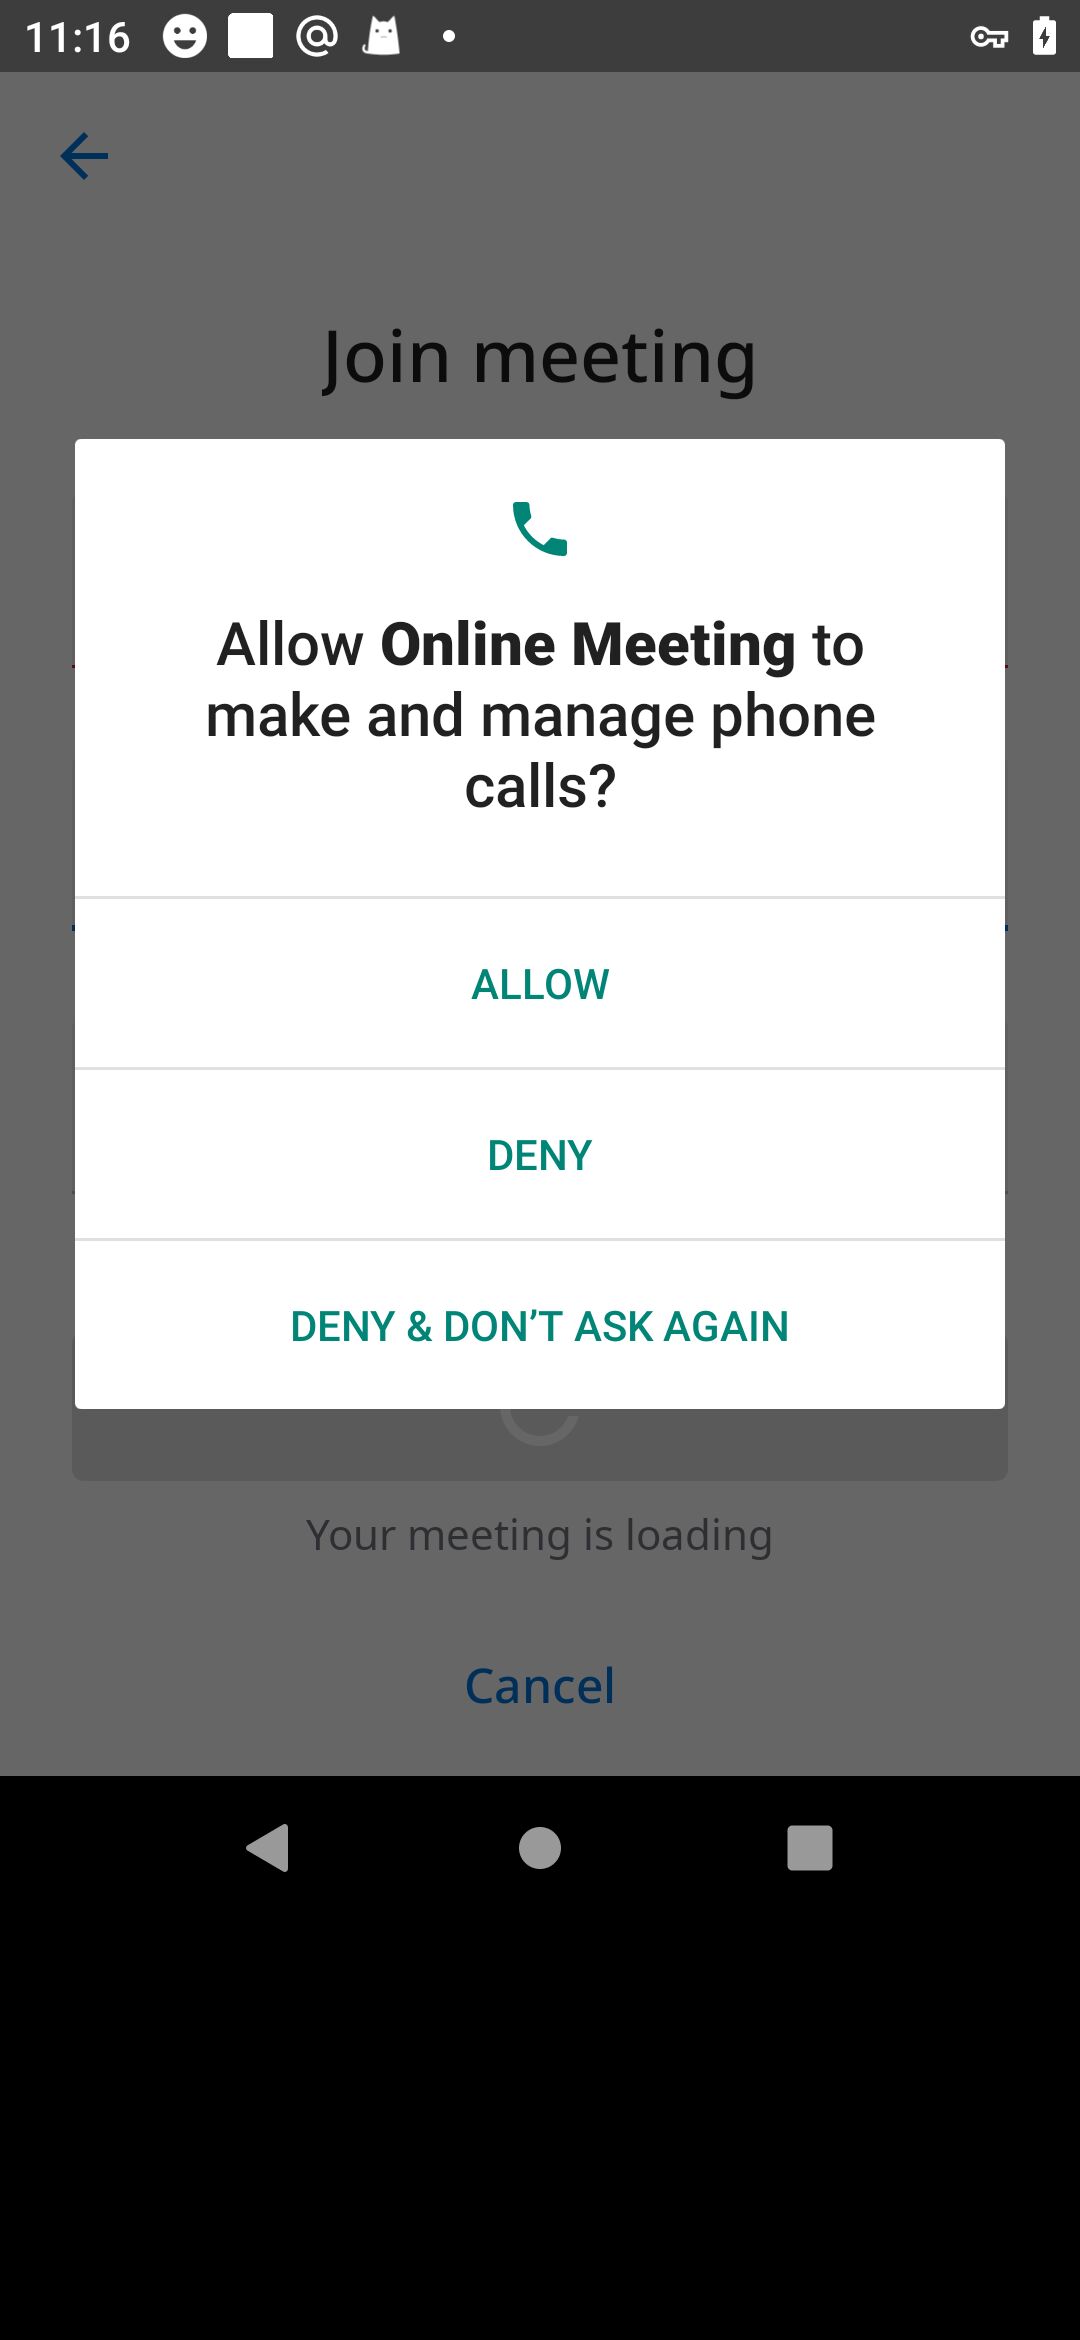 11:16
Join meeting
Allow Online Meeting to
make and manage phone
calls?
ALLOW
DENY
DENY & DON’T ASK AGAIN
Your meeting is loading
Cancel